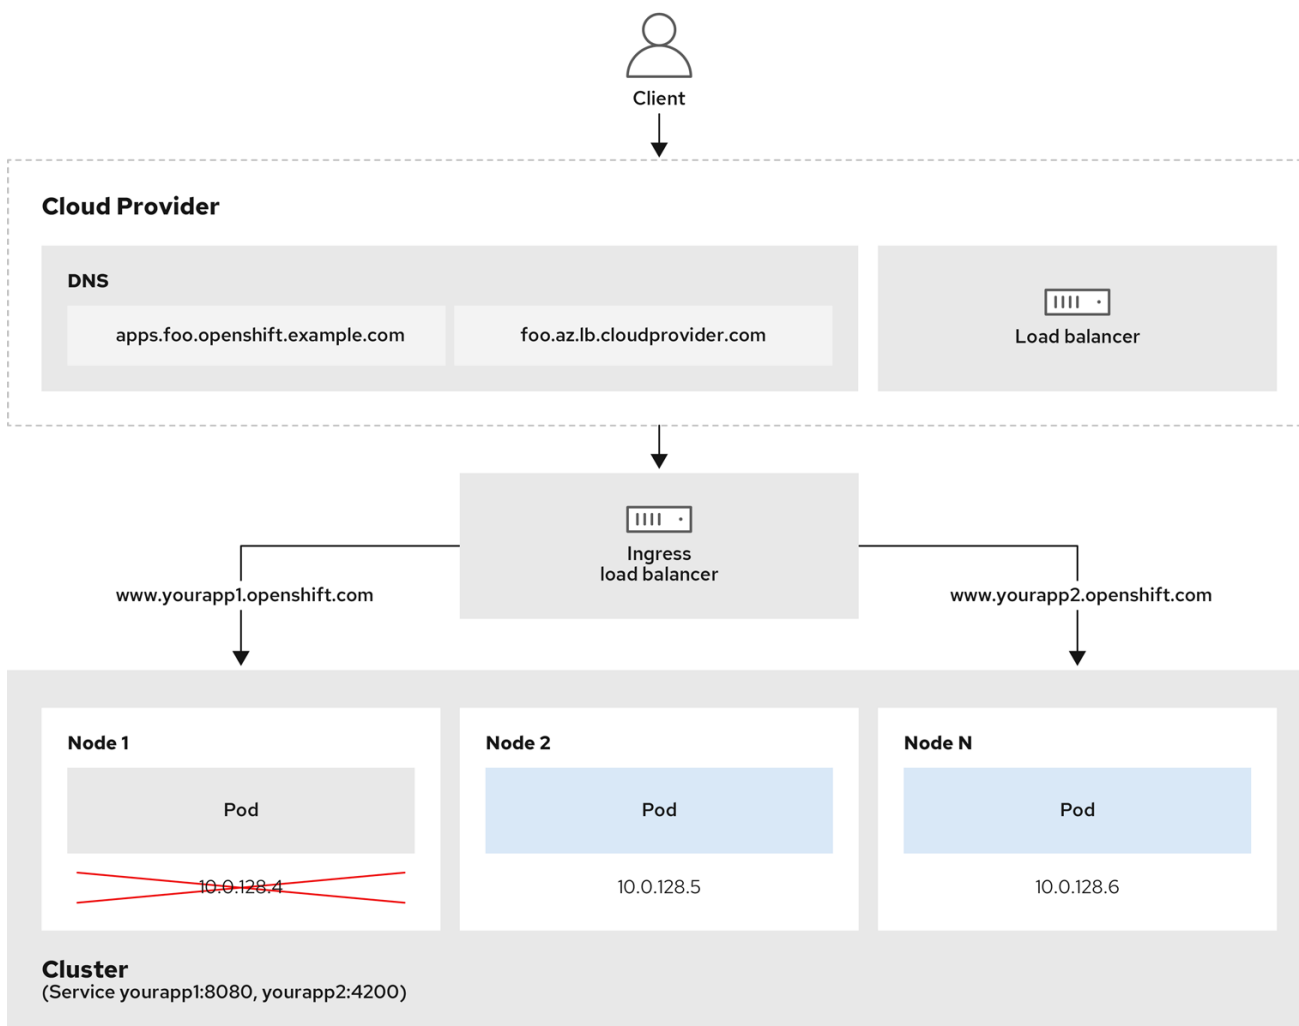 Client
Cloud Provider
DNS
apps.foo.openshift.example.com
foo.az.lb.cloudprovider.com
Load balancer
Ingress
load balancer
www.yourapp1.openshift.com
www.yourapp2.openshift.com
Node 1
Pod
10.0.128.4
Node 2
Pod
10.0.128.5
Node N
Pod
10.0.128.6
Cluster
(Service yourapp1:8080, yourapp2:4200)